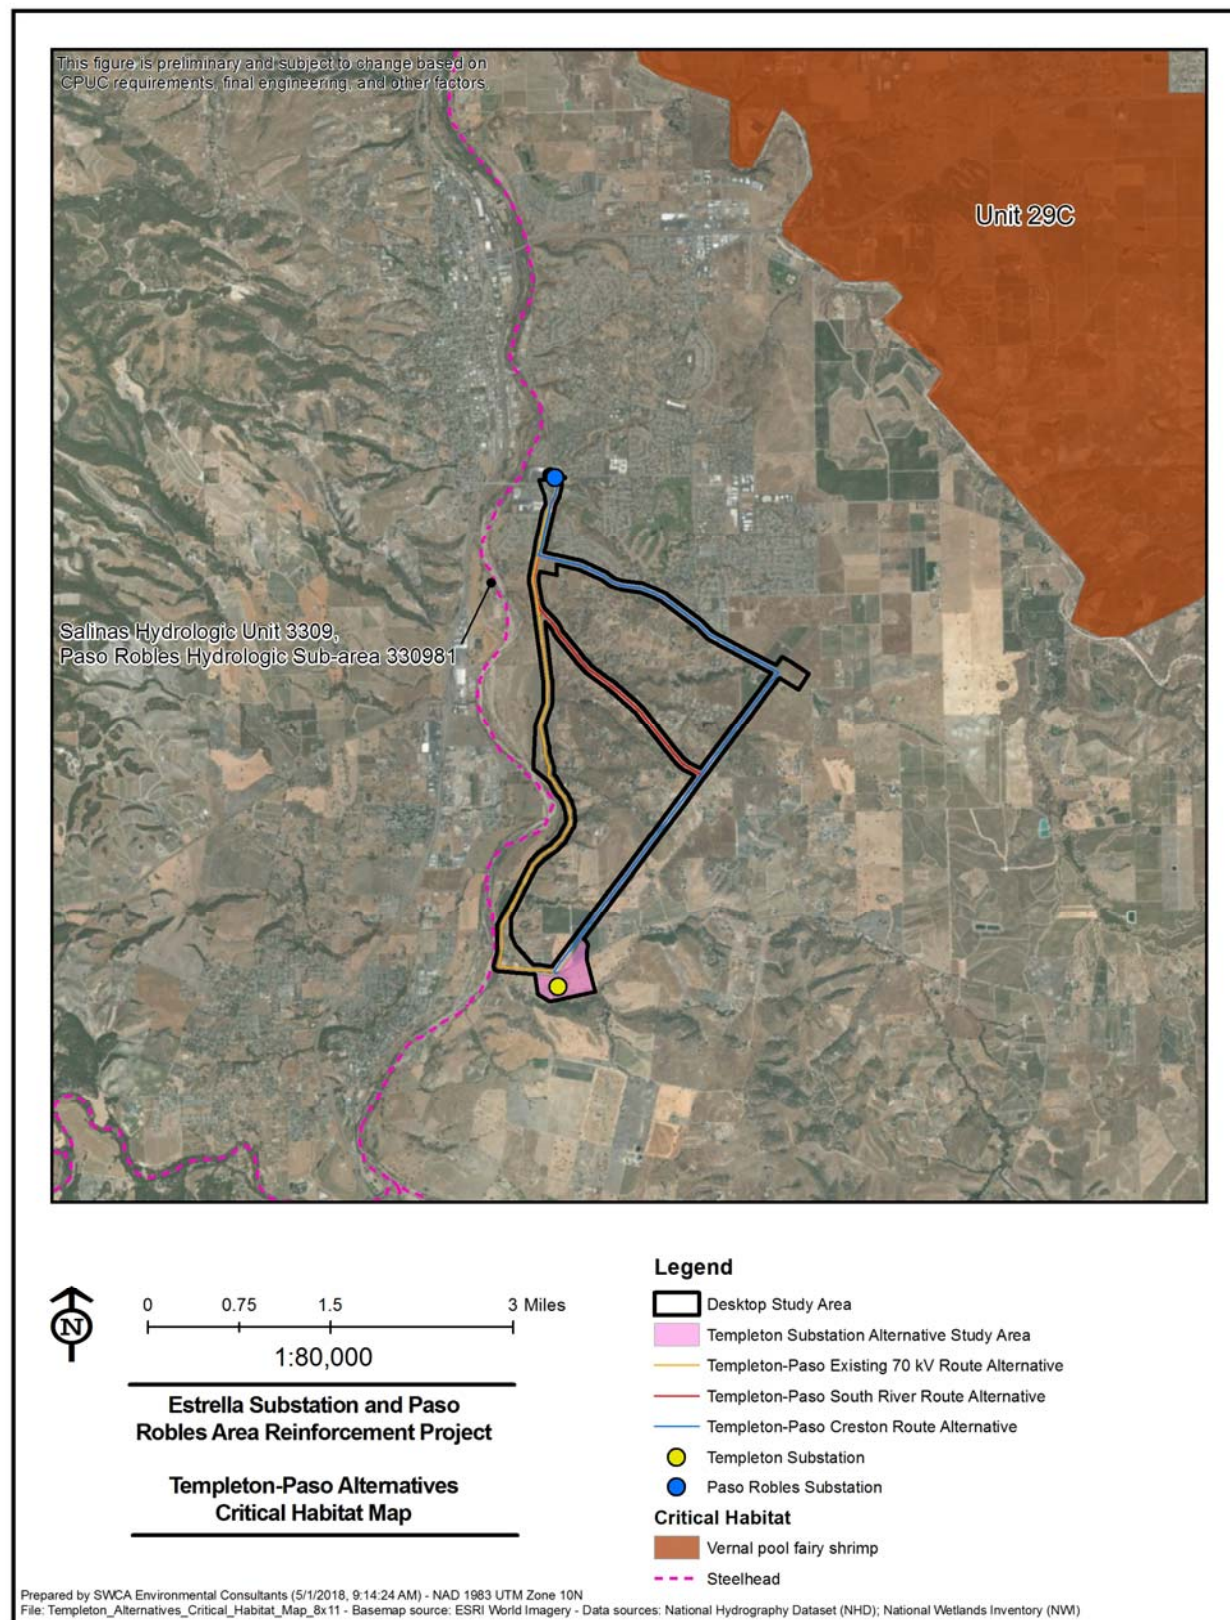 This figure is preliminary and subject to change based on
CPUC requirements, final engineering, and other factors.
Unit 29C
Salinas Hydrologic Unit 3309,
Paso Robles Hydrologic Sub-area 330981
N
0 0.75 1.5 3 Miles
1:80,000
Estrella Substation and Paso
Robles Area Reinforcement Project
Templeton-Paso Alternatives
Critical Habitat Map
Legend
Desktop Study Area
Templeton Substation Alternative Study Area
Templeton-Paso Existing 70 kV Route Alternative
Templeton-Paso South River Route Alternative
Templeton-Paso Creston Route Alternative
Templeton Substation
Paso Robles Substation
Critical Habitat
Vernal pool fairy shrimp
Steelhead
Prepared by SWCA Environmental Consultants (5/1/2018, 9:14:24 AM) - NAD 1983 UTM Zone 10N
File: Templeton_Alternatives_Critical_Habitat_Map_8x11 - Basemap source: ESRI World Imagery - Data sources: National Hydrography Dataset (NHD); National Wetlands Inventory (NWI)